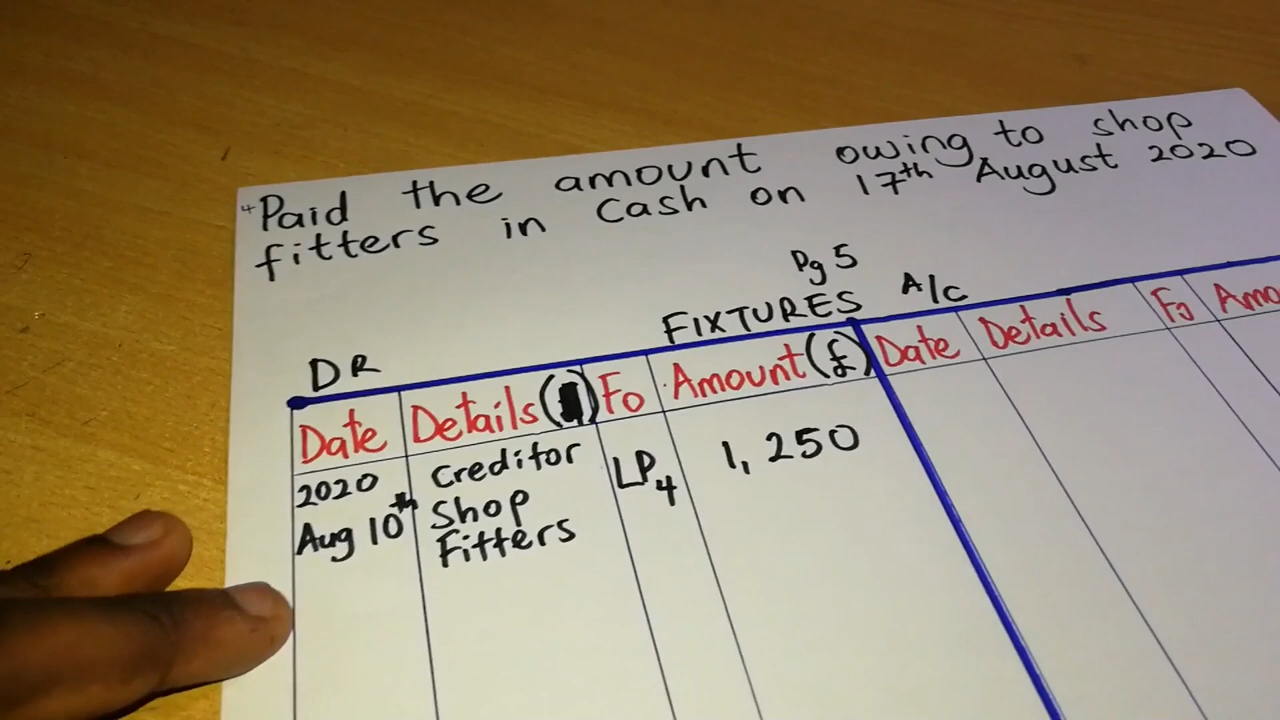 "Paid the amount owing to shop
fitters in Cash on 17th August 2020
Pg 5
FIXTURES A/C
DR
Date Details ( ) Fo Amount (£) Date Details Fo Amo
2020 Creditor LP4 1,250
Aug 10th Shop
Fitters